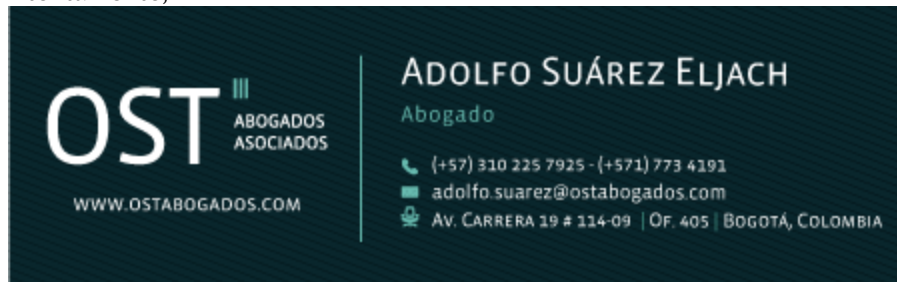 OST
ABOGADOS
ASOCIADOS
WWW.OSTABOGADOS.COM
ADOLFO SUÁREZ ELJACH
Abogado
(+57) 310 225 7925 - (+571) 773 4191
adolfo.suarez@ostabogados.com
AV. CARRERA 19 # 114-09 | OF. 405 | BOGOTÁ, COLOMBIA